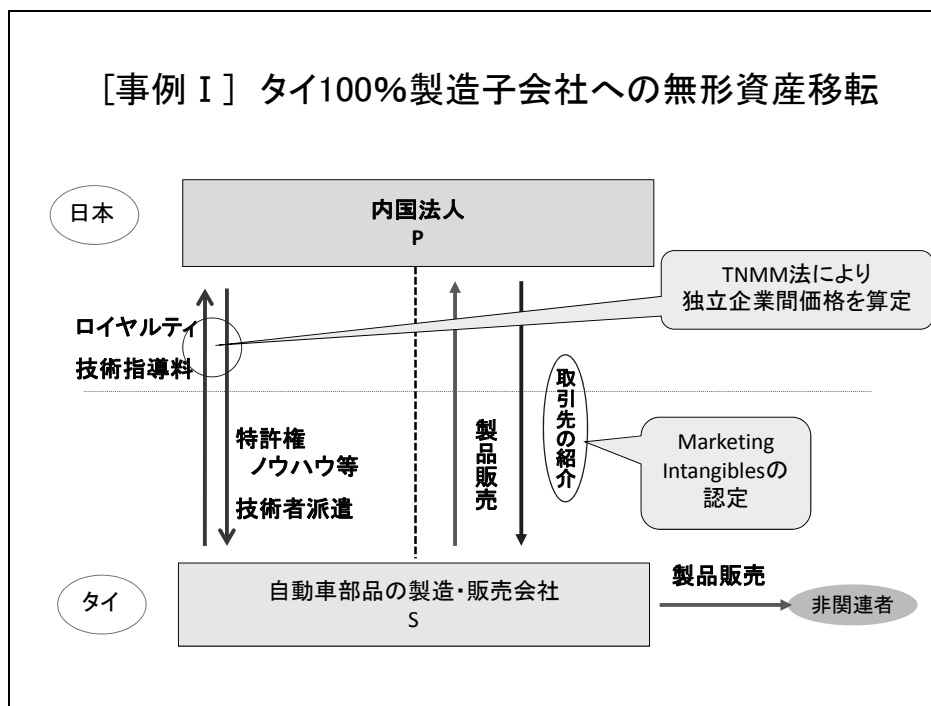 ［事例Ⅰ］ タイ100%製造子会社への無形資産移転
日本
内国法人
P
TNMM法により
独立企業間価格を算定
ロイヤルティ
技術指導料
特許権
ノウハウ等
技術者派遣
製品販売
取引先の紹介
Marketing
Intangiblesの
認定
タイ
自動車部品の製造・販売会社
S
製品販売
非関連者